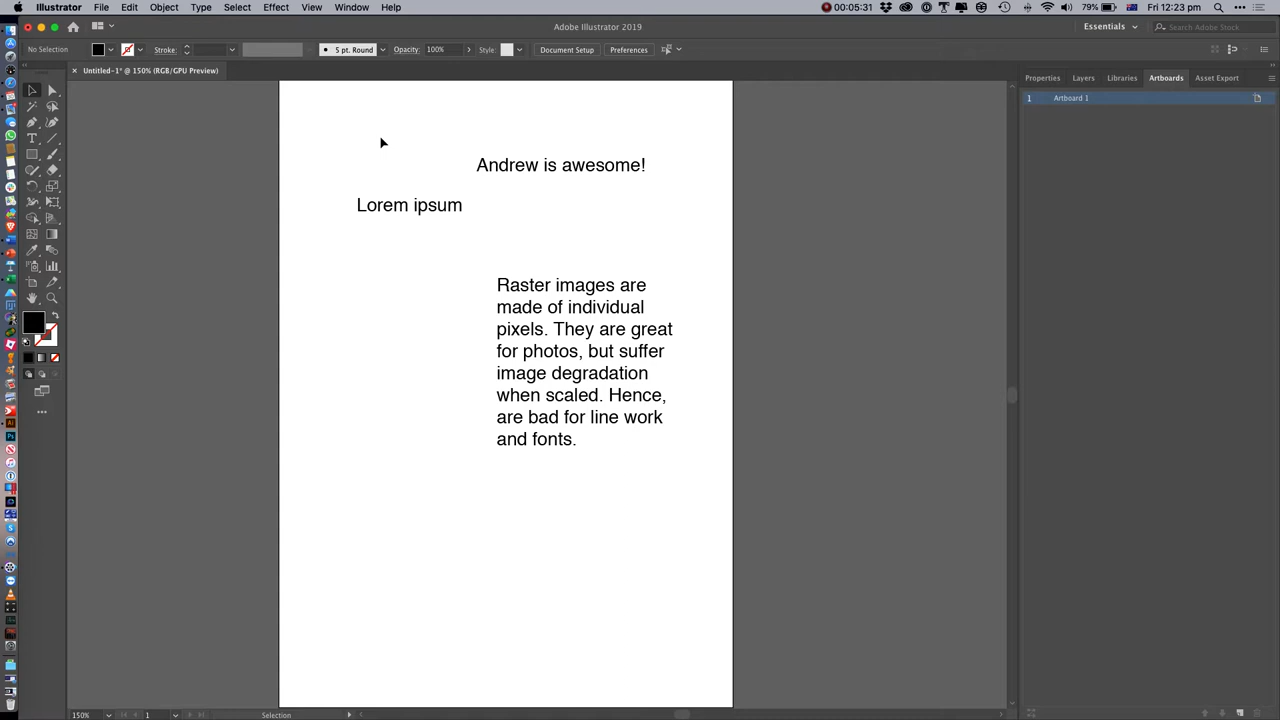 Illustrator File Edit Object Type Select Effect View Window Help 00:05:31 79% Fri 12:23 pm
Adobe Illustrator 2019 Essentials Search Adobe Stock
No Selection Stroke: 5 pt. Round Opacity: 100% Style: Document Setup Preferences
Untitled-1* @ 150% (RGB/GPU Preview)
Properties Layers Libraries Artboards Asset Export
1 Artboard 1
Andrew is awesome!
Lorem ipsum
Raster images are
made of individual
pixels. They are great
for photos, but suffer
image degradation
when scaled. Hence,
are bad for line work
and fonts.
150% 1 Selection